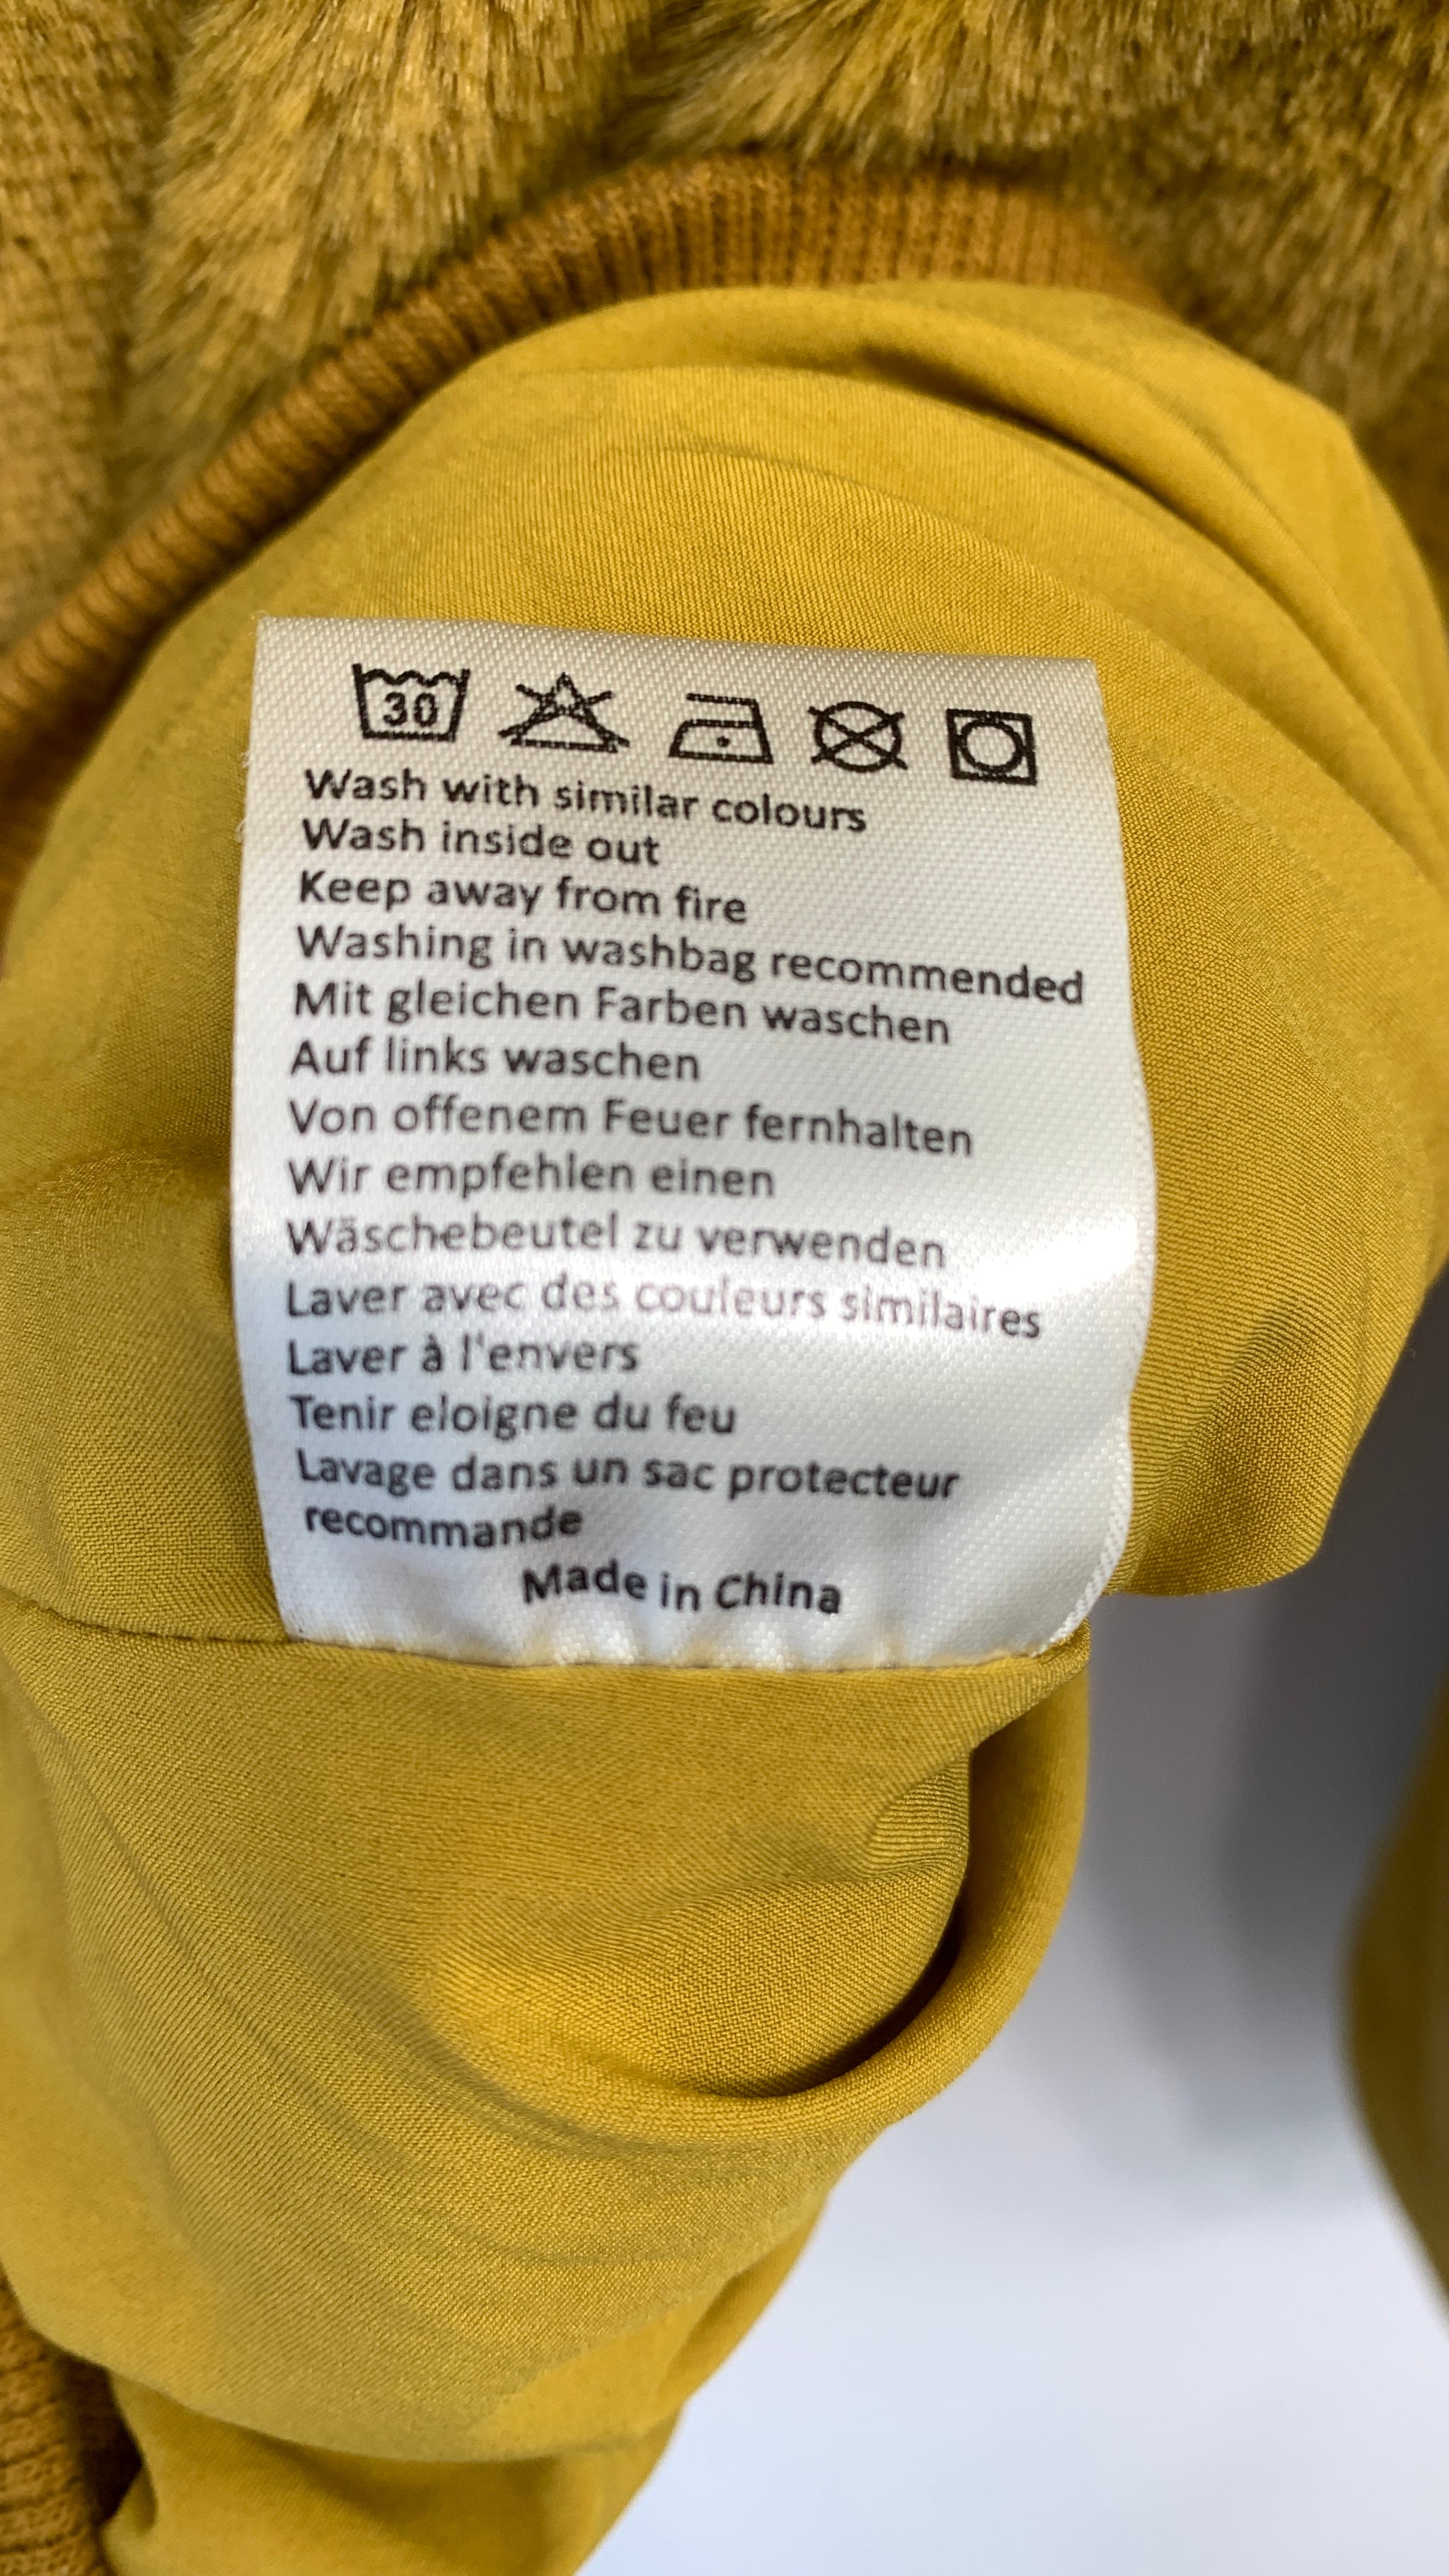 30
Wash with similar colours
Wash inside out
Keep away from fire
Washing in washbag recommended
Mit gleichen Farben waschen
Auf links waschen
Von offenem Feuer fernhalten
Wir empfehlen einen
Wäschebeutel zu verwenden
Laver avec des couleurs similaires
Laver à l'envers
Tenir eloigne du feu
Lavage dans un sac protecteur
recommande
Made in China